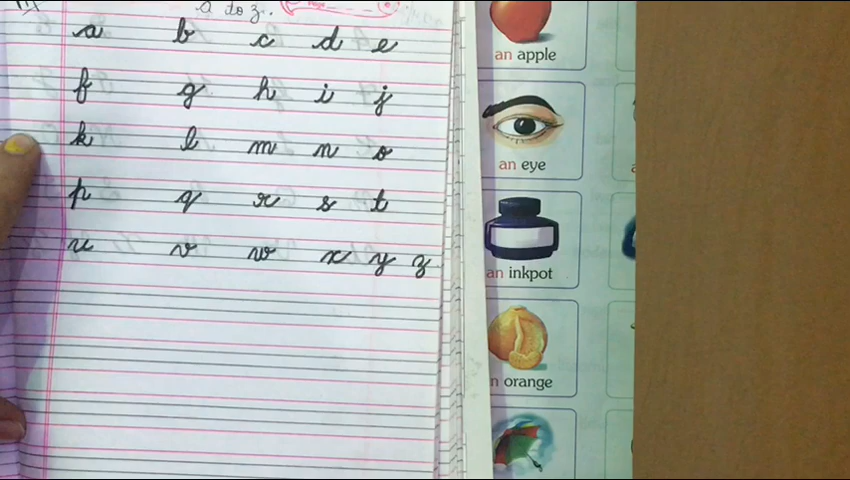 a to z.
a b c d e
f g h i j
k l m n o
p q r s t
u v w x y z
an apple
an eye
an inkpot
n orange